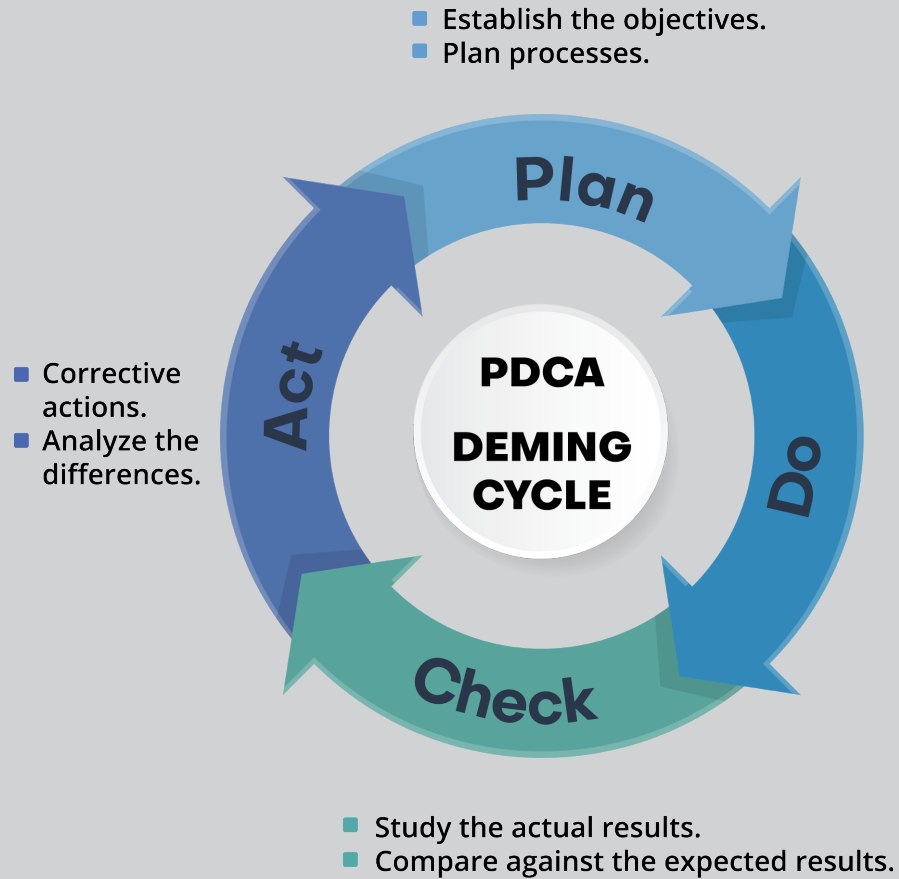 Establish the objectives.
Plan processes.
Plan
Do
Check
Act
PDCA
DEMING
CYCLE
Corrective
actions.
Analyze the
differences.
Study the actual results.
Compare against the expected results.